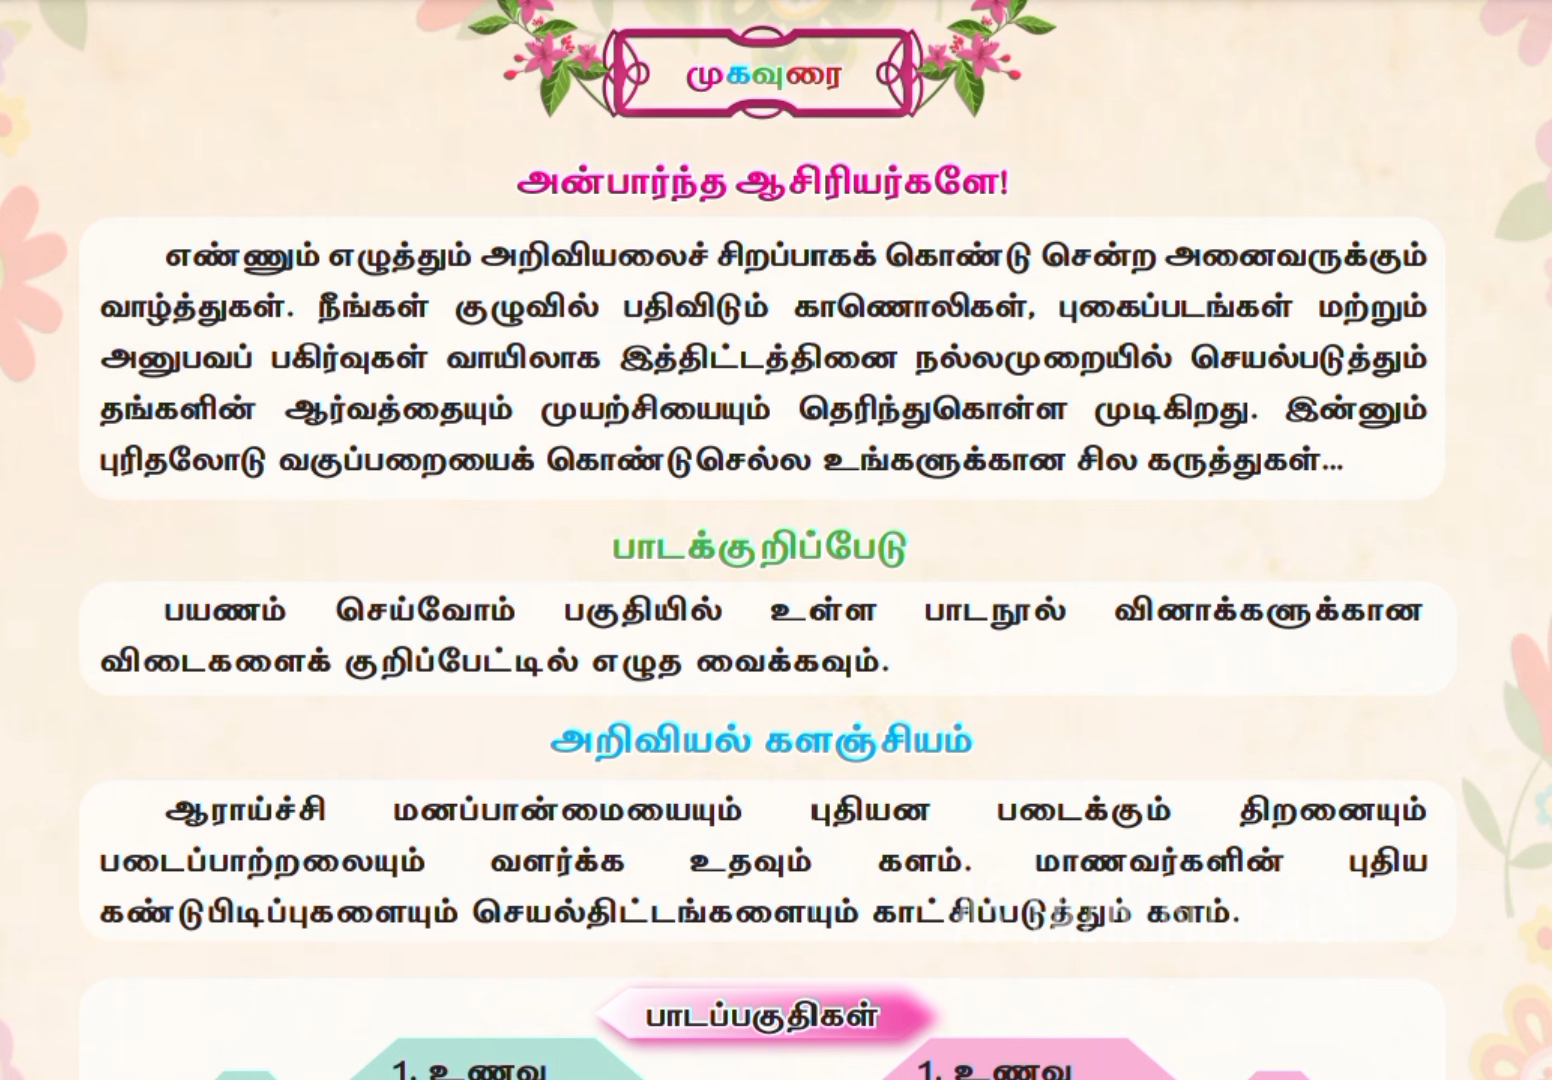 முகவுரை
அன்பார்ந்த ஆசிரியர்களே!
எண்ணும் எழுத்தும் அறிவியலைச் சிறப்பாகக் கொண்டு சென்ற அனைவருக்கும்
வாழ்த்துகள். நீங்கள் குழுவில் பதிவிடும் காணொலிகள், புகைப்படங்கள் மற்றும்
அனுபவப் பகிர்வுகள் வாயிலாக இத்திட்டத்தினை நல்லமுறையில் செயல்படுத்தும்
தங்களின் ஆர்வத்தையும் முயற்சியையும் தெரிந்துகொள்ள முடிகிறது. இன்னும்
புரிதலோடு வகுப்பறையைக் கொண்டுசெல்ல உங்களுக்கான சில கருத்துகள்...
பாடக்குறிப்பேடு
பயணம் செய்வோம் பகுதியில் உள்ள பாடநூல் வினாக்களுக்கான
விடைகளைக் குறிப்பேட்டில் எழுத வைக்கவும்.
அறிவியல் களஞ்சியம்
ஆராய்ச்சி மனப்பான்மையையும் புதியன படைக்கும் திறனையும்
படைப்பாற்றலையும் வளர்க்க உதவும் களம். மாணவர்களின் புதிய
கண்டுபிடிப்புகளையும் செயல்திட்டங்களையும் காட்சிப்படுத்தும் களம்.
பாடப்பகுதிகள்
1. உணவு 1. உணவு